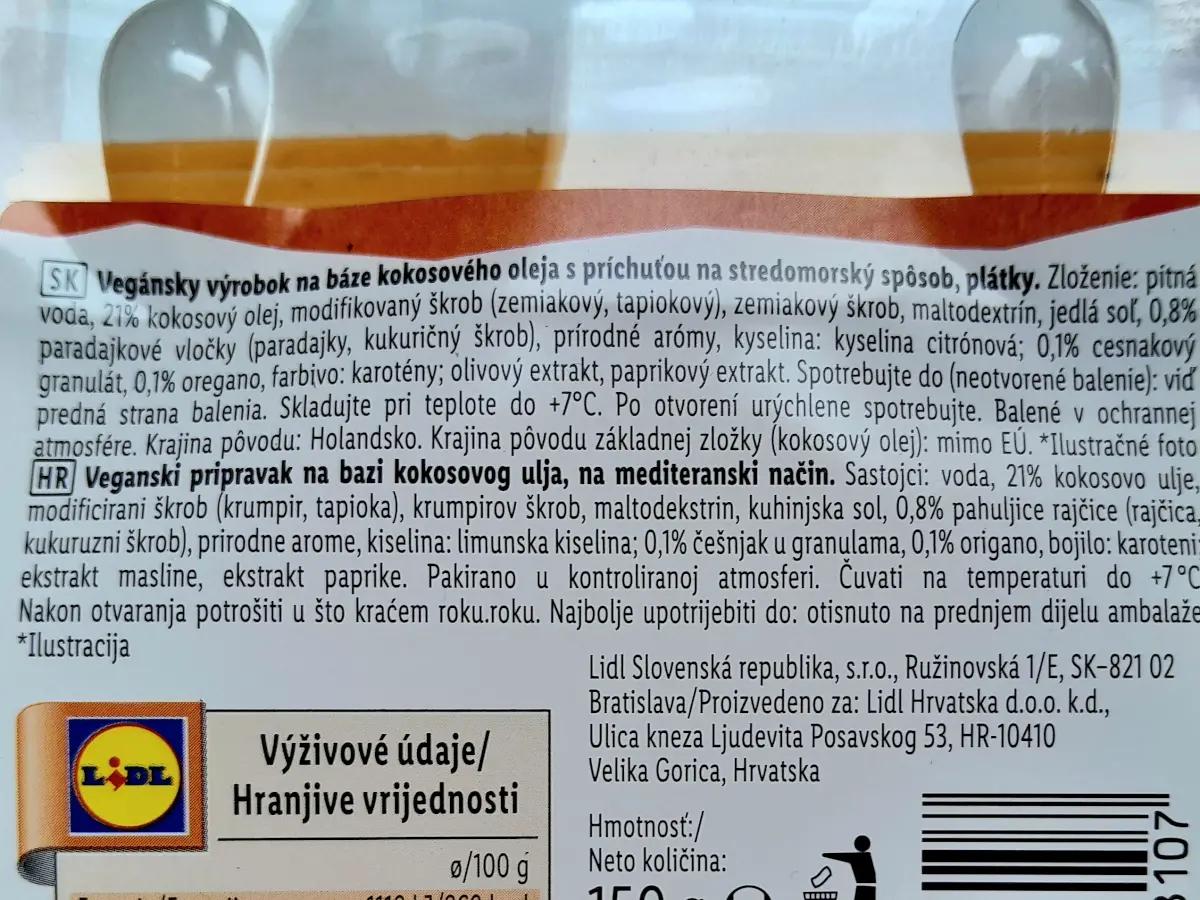 SK Vegánsky výrobok na báze kokosového oleja s príchuťou na stredomorský spôsob, plátky. Zloženie: pitná
voda, 21% kokosový olej, modifikovaný škrob (zemiakový, tapiokový), zemiakový škrob, maltodextrín, jedlá soľ, 0,8%
paradajkové vločky (paradajky, kukuričný škrob), prírodné arómy, kyselina: kyselina citrónová; 0,1% cesnakový
granulát, 0,1% oregano, farbivo: karotény; olivový extrakt, paprikový extrakt. Spotrebujte do (neotvorené balenie): viď
predná strana balenia. Skladujte pri teplote do +7°C. Po otvorení urýchlene spotrebujte. Balené v ochrannej
atmosfére. Krajina pôvodu: Holandsko. Krajina pôvodu základnej zložky (kokosový olej): mimo EÚ. *Ilustračné foto
HR Veganski pripravak na bazi kokosovog ulja, na mediteranski način. Sastojci: voda, 21% kokosovo ulje,
modificirani škrob (krumpir, tapioka), krumpirov škrob, maltodekstrin, kuhinjska sol, 0,8% pahuljice rajčice (rajčica,
kukuruzni škrob), prirodne arome, kiselina: limunska kiselina; 0,1% češnjak u granulama, 0,1% origano, bojilo: karoteni;
ekstrakt masline, ekstrakt paprike. Pakirano u kontroliranoj atmosferi. Čuvati na temperaturi do +7°C
Nakon otvaranja potrošiti u što kraćem roku.roku. Najbolje upotrijebiti do: otisnuto na prednjem dijelu ambalaže
*Ilustracija
Lidl Slovenská republika, s.r.o., Ružinovská 1/E, SK-821 02
Bratislava/Proizvedeno za: Lidl Hrvatska d.o.o. k.d.,
Ulica kneza Ljudevita Posavskog 53, HR-10410
Velika Gorica, Hrvatska
LIDL
Výživové údaje/
Hranjive vrijednosti
ø/100 g
Hmotnosť:/
Neto količina:
150 g
3107